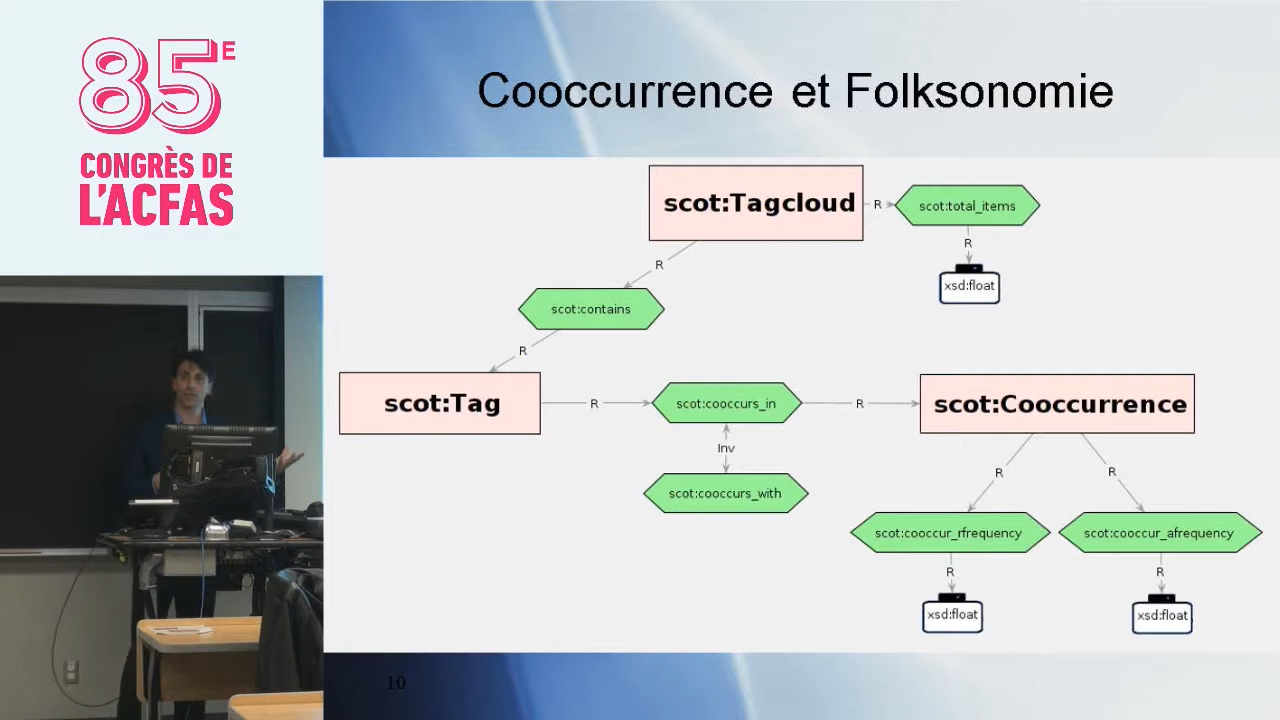 85E
CONGRÈS DE
L'ACFAS
Cooccurrence et Folksonomie
scot:Tagcloud
R
scot:total_items
R
xsd:float
R
scot:contains
R
scot:Tag
R
scot:cooccurs_in
R
scot:Cooccurrence
Inv
scot:cooccurs_with
R
R
scot:cooccur_rfrequency
scot:cooccur_afrequency
R
R
xsd:float
xsd:float
10